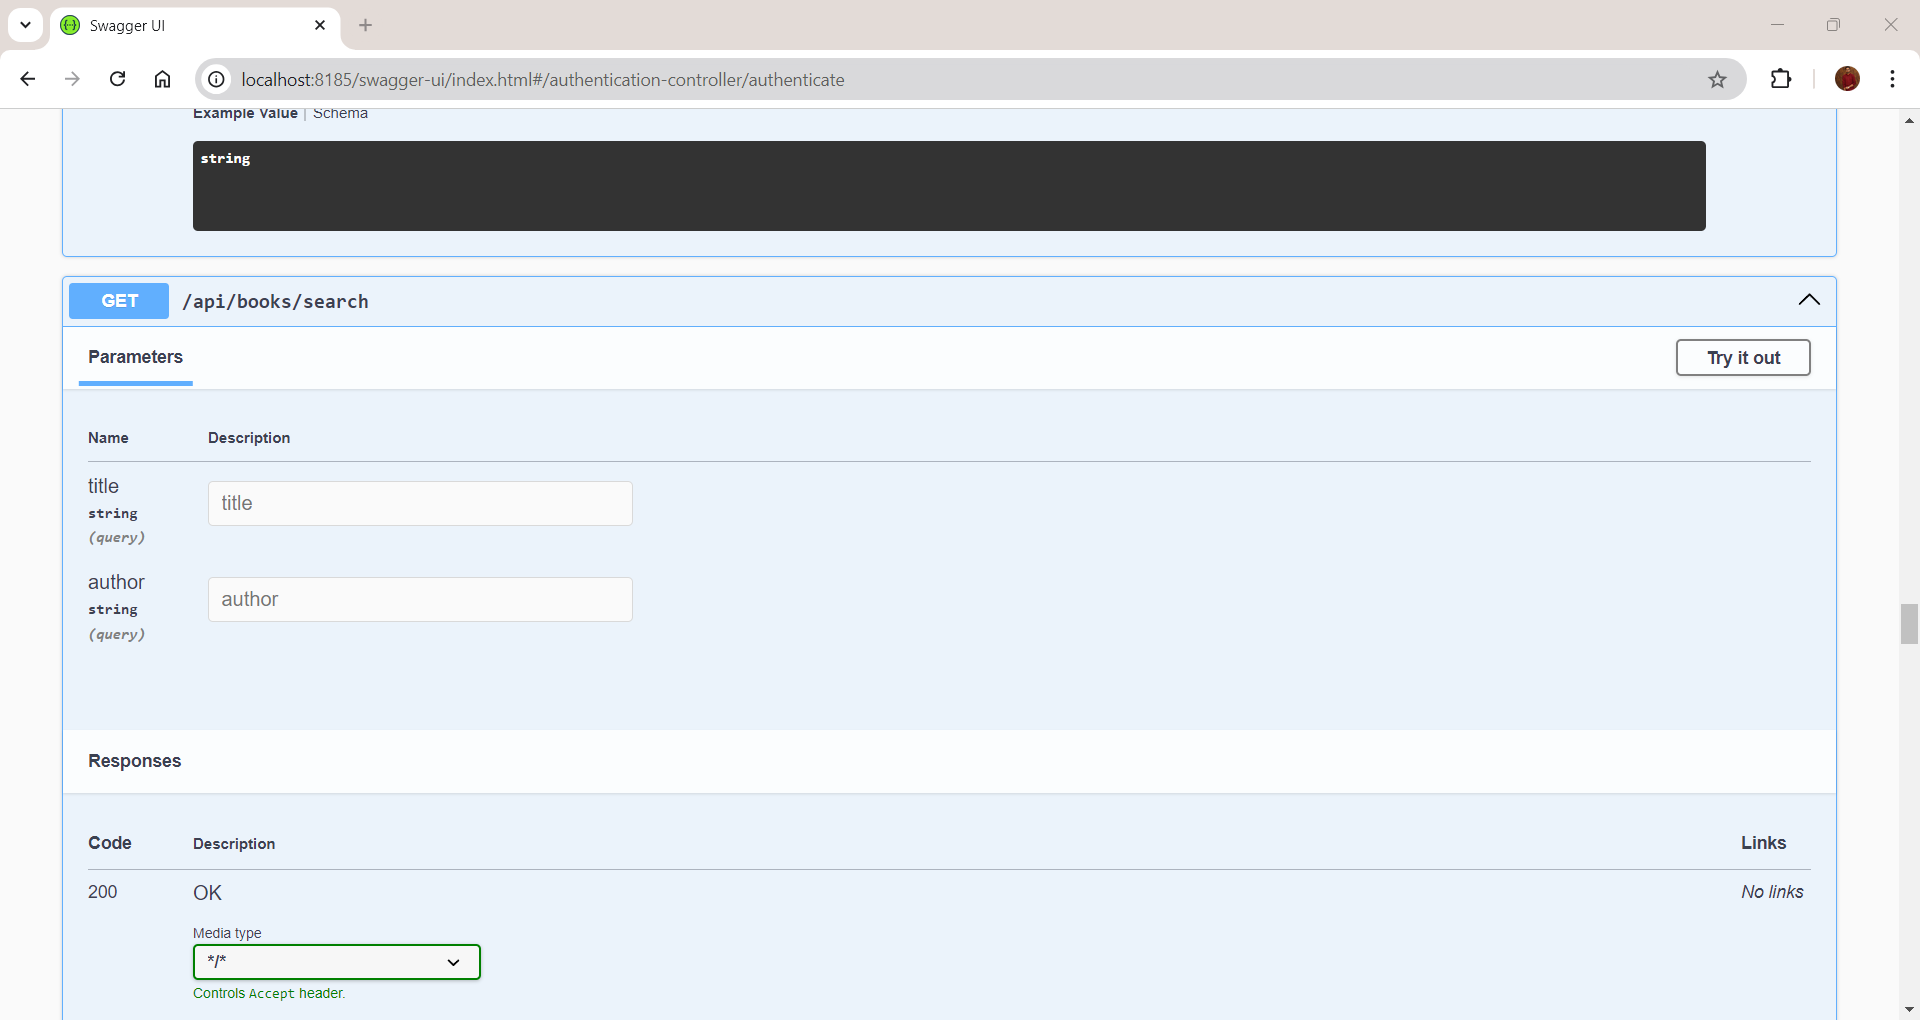 Swagger UI
localhost:8185/swagger-ui/index.html#/authentication-controller/authenticate
Example Value | Schema
string
GET /api/books/search
Parameters
Try it out
Name Description
title
string
(query)
title
author
string
(query)
author
Responses
Code Description Links
200 OK No links
Media type
*/*
Controls Accept header.